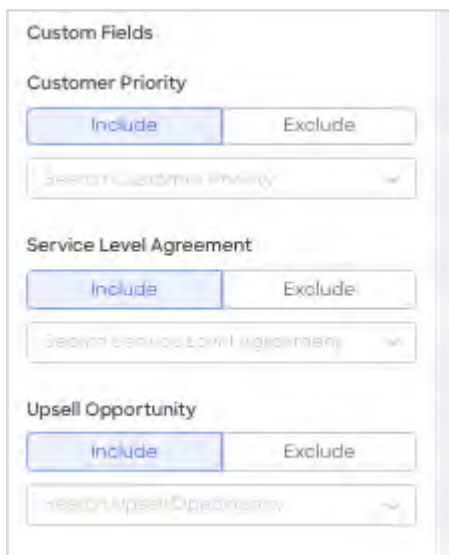 Custom Fields
Customer Priority
Include Exclude
Search Customer Priority
Service Level Agreement
Include Exclude
Search Service Level Agreement
Upsell Opportunity
Include Exclude
Search Upsell Opportunity